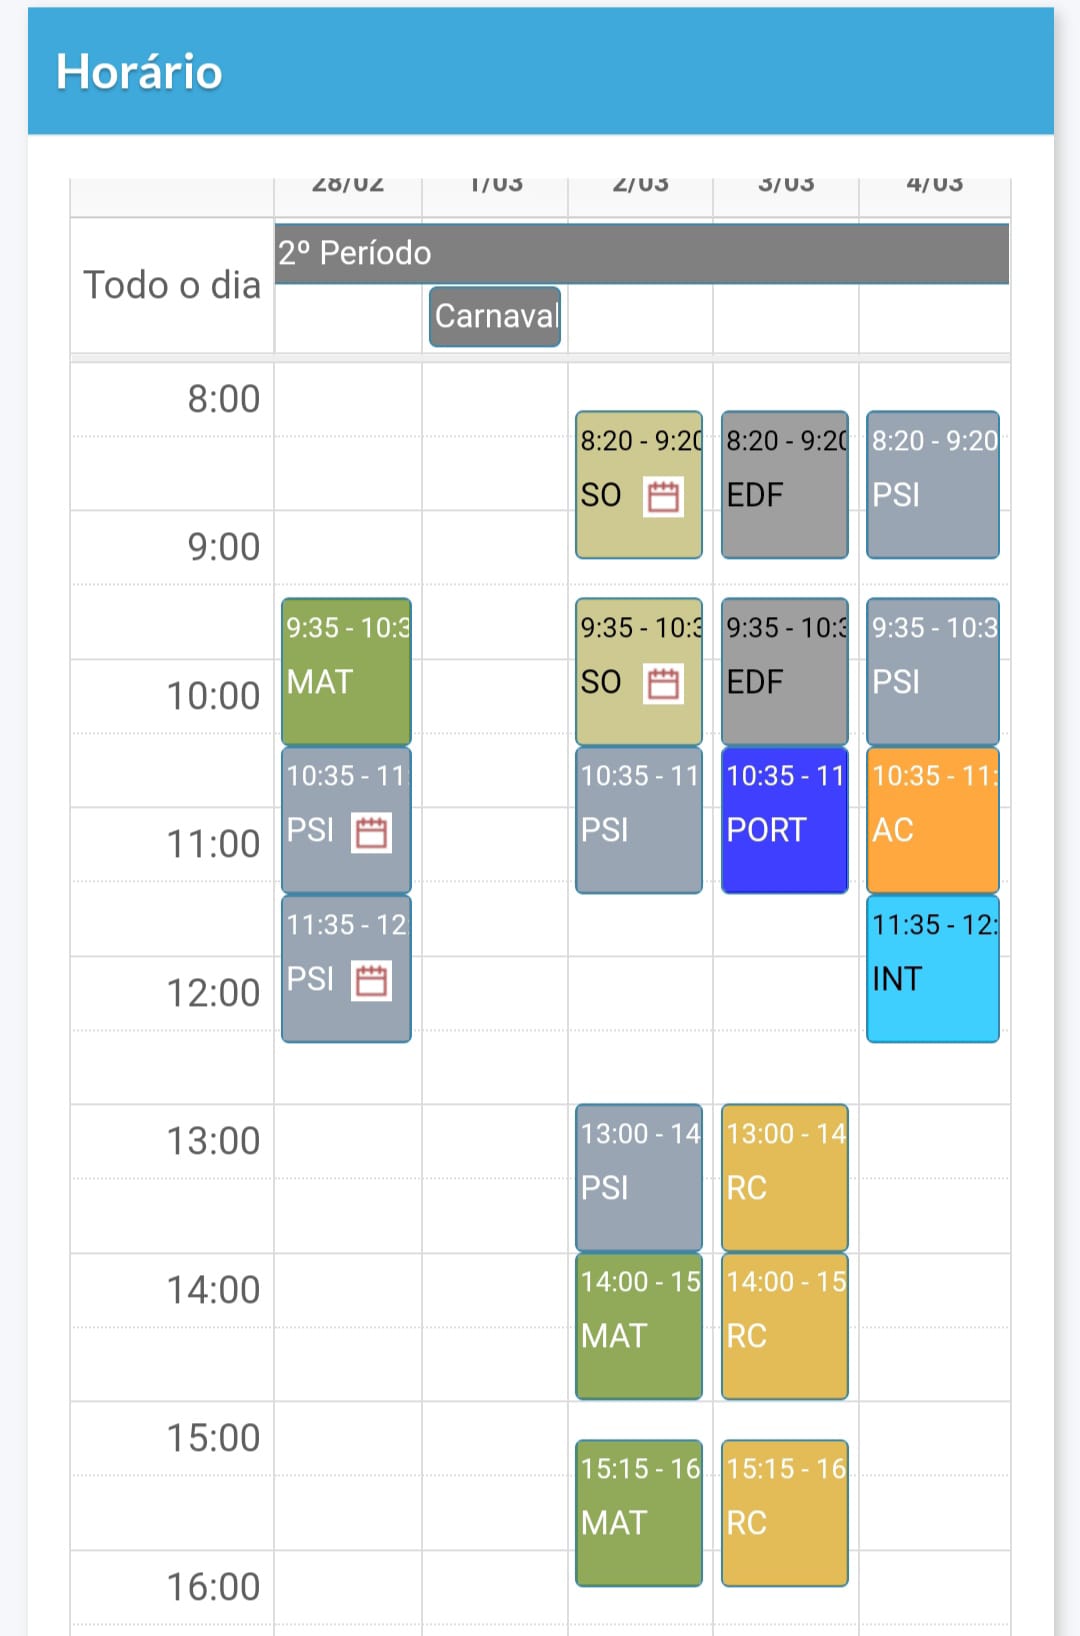 Horário
28/02 1/03 2/03 3/03 4/03
2º Período
Todo o dia
Carnaval
8:00
8:20 - 9:20 8:20 - 9:20 8:20 - 9:20
SO EDF PSI
9:00
9:35 - 10:3 9:35 - 10:3 9:35 - 10:3 9:35 - 10:3
MAT SO EDF PSI
10:00
10:35 - 11 10:35 - 11 10:35 - 11 10:35 - 11:
PSI PSI PORT AC
11:00
11:35 - 12 11:35 - 12:
PSI INT
12:00
13:00 - 14 13:00 - 14
13:00
PSI RC
14:00 - 15 14:00 - 15
14:00
MAT RC
15:00
15:15 - 16 15:15 - 16
MAT RC
16:00